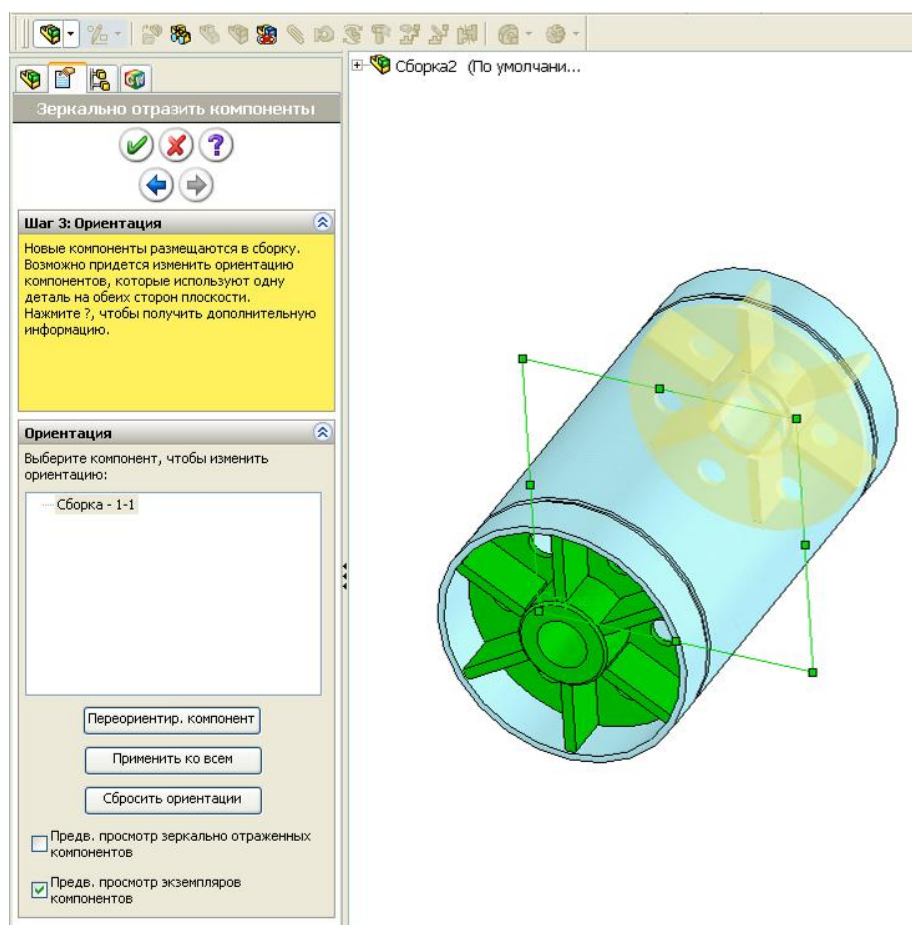 Сборка2 (По умолчани...
Зеркально отразить компоненты
?
Шаг 3: Ориентация
Новые компоненты размещаются в сборку.
Возможно придется изменить ориентацию
компонентов, которые используют одну
деталь на обеих сторон плоскости.
Нажмите ?, чтобы получить дополнительную
информацию.
Ориентация
Выберите компонент, чтобы изменить
ориентацию:
Сборка - 1-1
Переориентир. компонент
Применить ко всем
Сбросить ориентации
Предв. просмотр зеркально отраженных
компонентов
Предв. просмотр экземпляров
компонентов